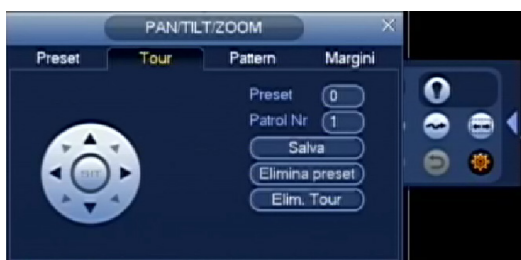 PAN/TILT/ZOOM
Preset Tour Pattern Margini
Preset 0
Patrol Nr 1
Salva
Elimina preset
Elim. Tour
SIT